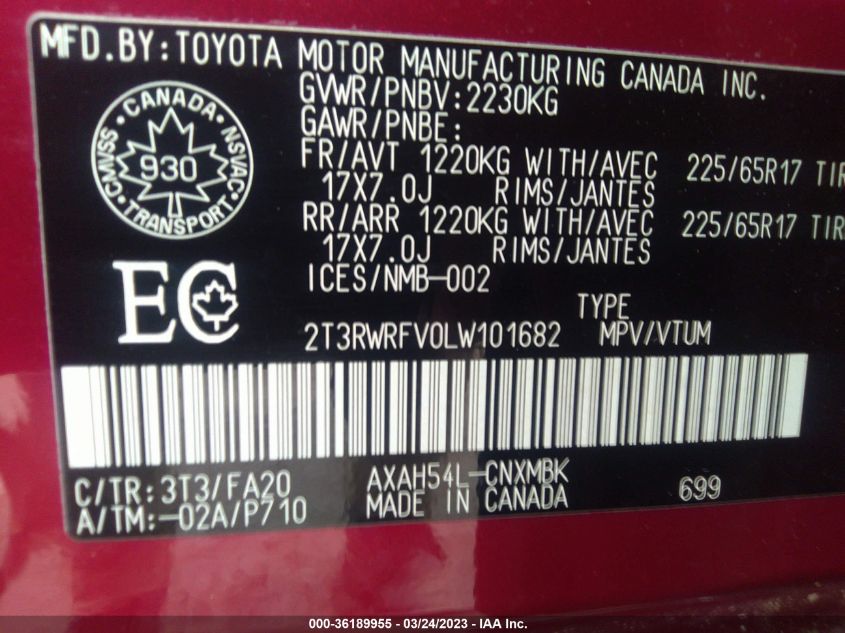 MFD.BY:TOYOTA MOTOR MANUFACTURING CANADA INC.
GVWR/PNBV:2230KG
GAWR/PNBE:
FR/AVT 1220KG WITH/AVEC 225/65R17 TIR
17X7.0J RIMS/JANTES
RR/ARR 1220KG WITH/AVEC 225/65R17 TIR
17X7.0J RIMS/JANTES
ICES/NMB-002
CANADA
CMVSS 930 NSVAC
TRANSPORT
EC
TYPE
2T3RWRFV0LW101682 MPV/VTUM
C/TR:3T3/FA20 AXAH54L-CNXMBK 699
A/TM:-02A/P710 MADE IN CANADA
000-36189955 — 03/24/2023 — IAA Inc.